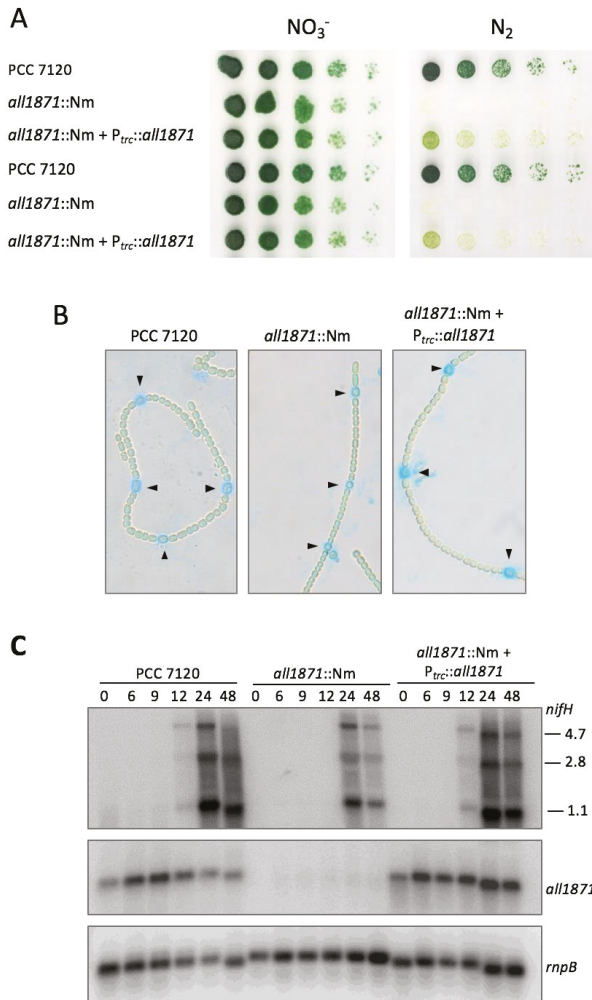 A
NO₃⁻ N₂
PCC 7120
all1871::Nm
all1871::Nm + Ptrc::all1871
PCC 7120
all1871::Nm
all1871::Nm + Ptrc::all1871
B
PCC 7120 all1871::Nm all1871::Nm +
Ptrc::all1871
C
PCC 7120 all1871::Nm all1871::Nm +
Ptrc::all1871
0 6 9 12 24 48 0 6 9 12 24 48 0 6 9 12 24 48
nifH
4.7
2.8
1.1
all1871
rnpB